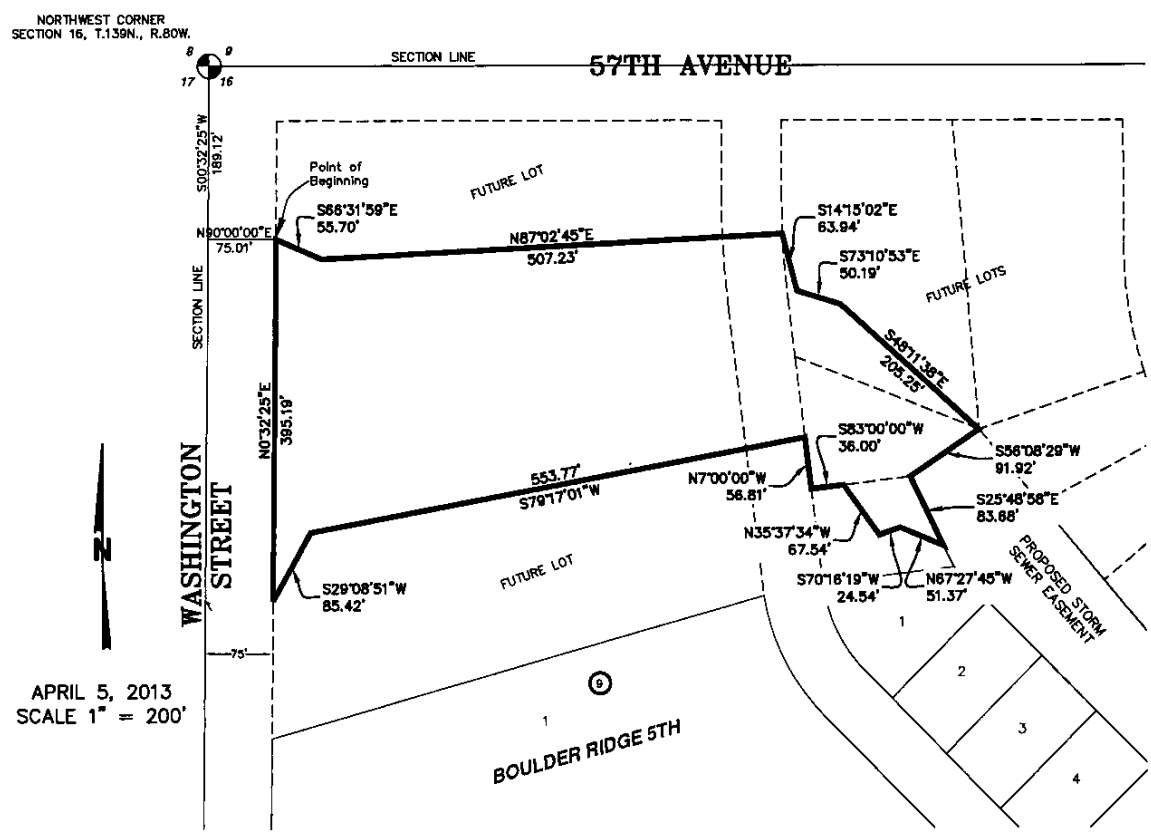 NORTHWEST CORNER
SECTION 16, T.139N., R.80W.
8 9
17 16
SECTION LINE
57TH AVENUE
S00°32'25"W
189.12'
Point of
Beginning
FUTURE LOT
S66°31'59"E
55.70'
N90°00'00"E
75.01'
N87°02'45"E
507.23'
S14°15'02"E
63.94'
S73°10'53"E
50.19'
FUTURE LOTS
SECTION LINE
S48°11'38"E
205.25'
N0°32'25"E
395.19'
S83°00'00"W
36.00'
S56°08'29"W
91.92'
N7°00'00"W
56.81'
553.77'
S79°17'01"W
S25°48'58"E
83.68'
WASHINGTON
STREET
N
N35°37'34"W
67.54'
PROPOSED STORM
SEWER EASEMENT
FUTURE LOT
S29°08'51"W
85.42'
S70°16'19"W
24.54'
N67°27'45"W
51.37'
1
75'
2
9
APRIL 5, 2013
SCALE 1" = 200'
1
3
BOULDER RIDGE 5TH
4